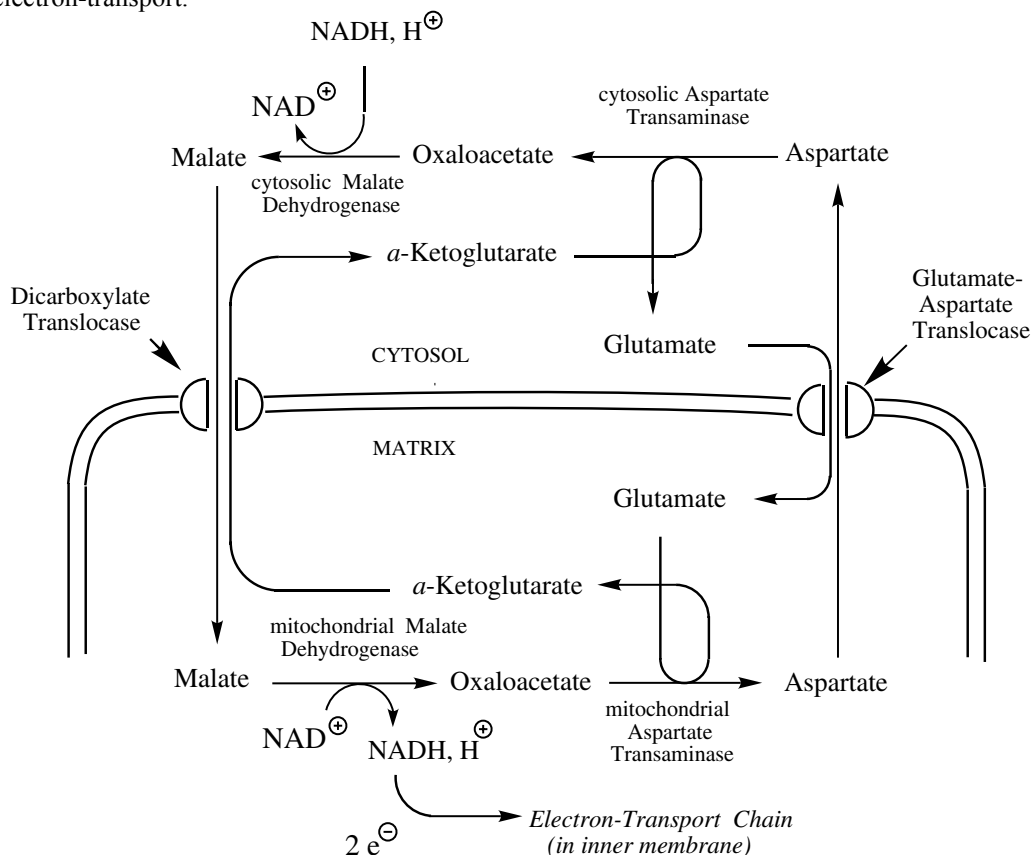 electron-transport.
NADH, H⊕
NAD⊕
cytosolic Aspartate
Transaminase
Malate
Oxaloacetate
Aspartate
cytosolic Malate
Dehydrogenase
a-Ketoglutarate
Dicarboxylate
Translocase
Glutamate-
Aspartate
Translocase
Glutamate
CYTOSOL
MATRIX
Glutamate
a-Ketoglutarate
mitochondrial Malate
Dehydrogenase
Malate
Oxaloacetate
Aspartate
mitochondrial
Aspartate
Transaminase
NAD⊕
NADH, H⊕
Electron-Transport Chain
(in inner membrane)
2 e⊖